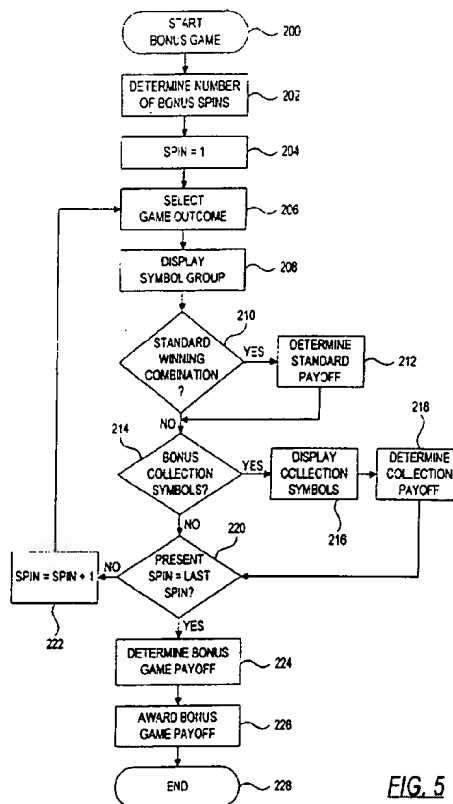 START
BONUS GAME
200
DETERMINE NUMBER
OF BONUS SPINS
202
SPIN = 1
204
SELECT
GAME OUTCOME
206
DISPLAY
SYMBOL GROUP
208
210
STANDARD
WINNING
COMBINATION
?
YES
DETERMINE
STANDARD
PAYOFF
212
NO
214
BONUS
COLLECTION
SYMBOLS?
YES
DISPLAY
COLLECTION
SYMBOLS
216
218
DETERMINE
COLLECTION
PAYOFF
NO
220
PRESENT
SPIN = LAST
SPIN?
NO
SPIN = SPIN + 1
222
YES
DETERMINE BONUS
GAME PAYOFF
224
AWARD BONUS
GAME PAYOFF
226
END
228
FIG. 5